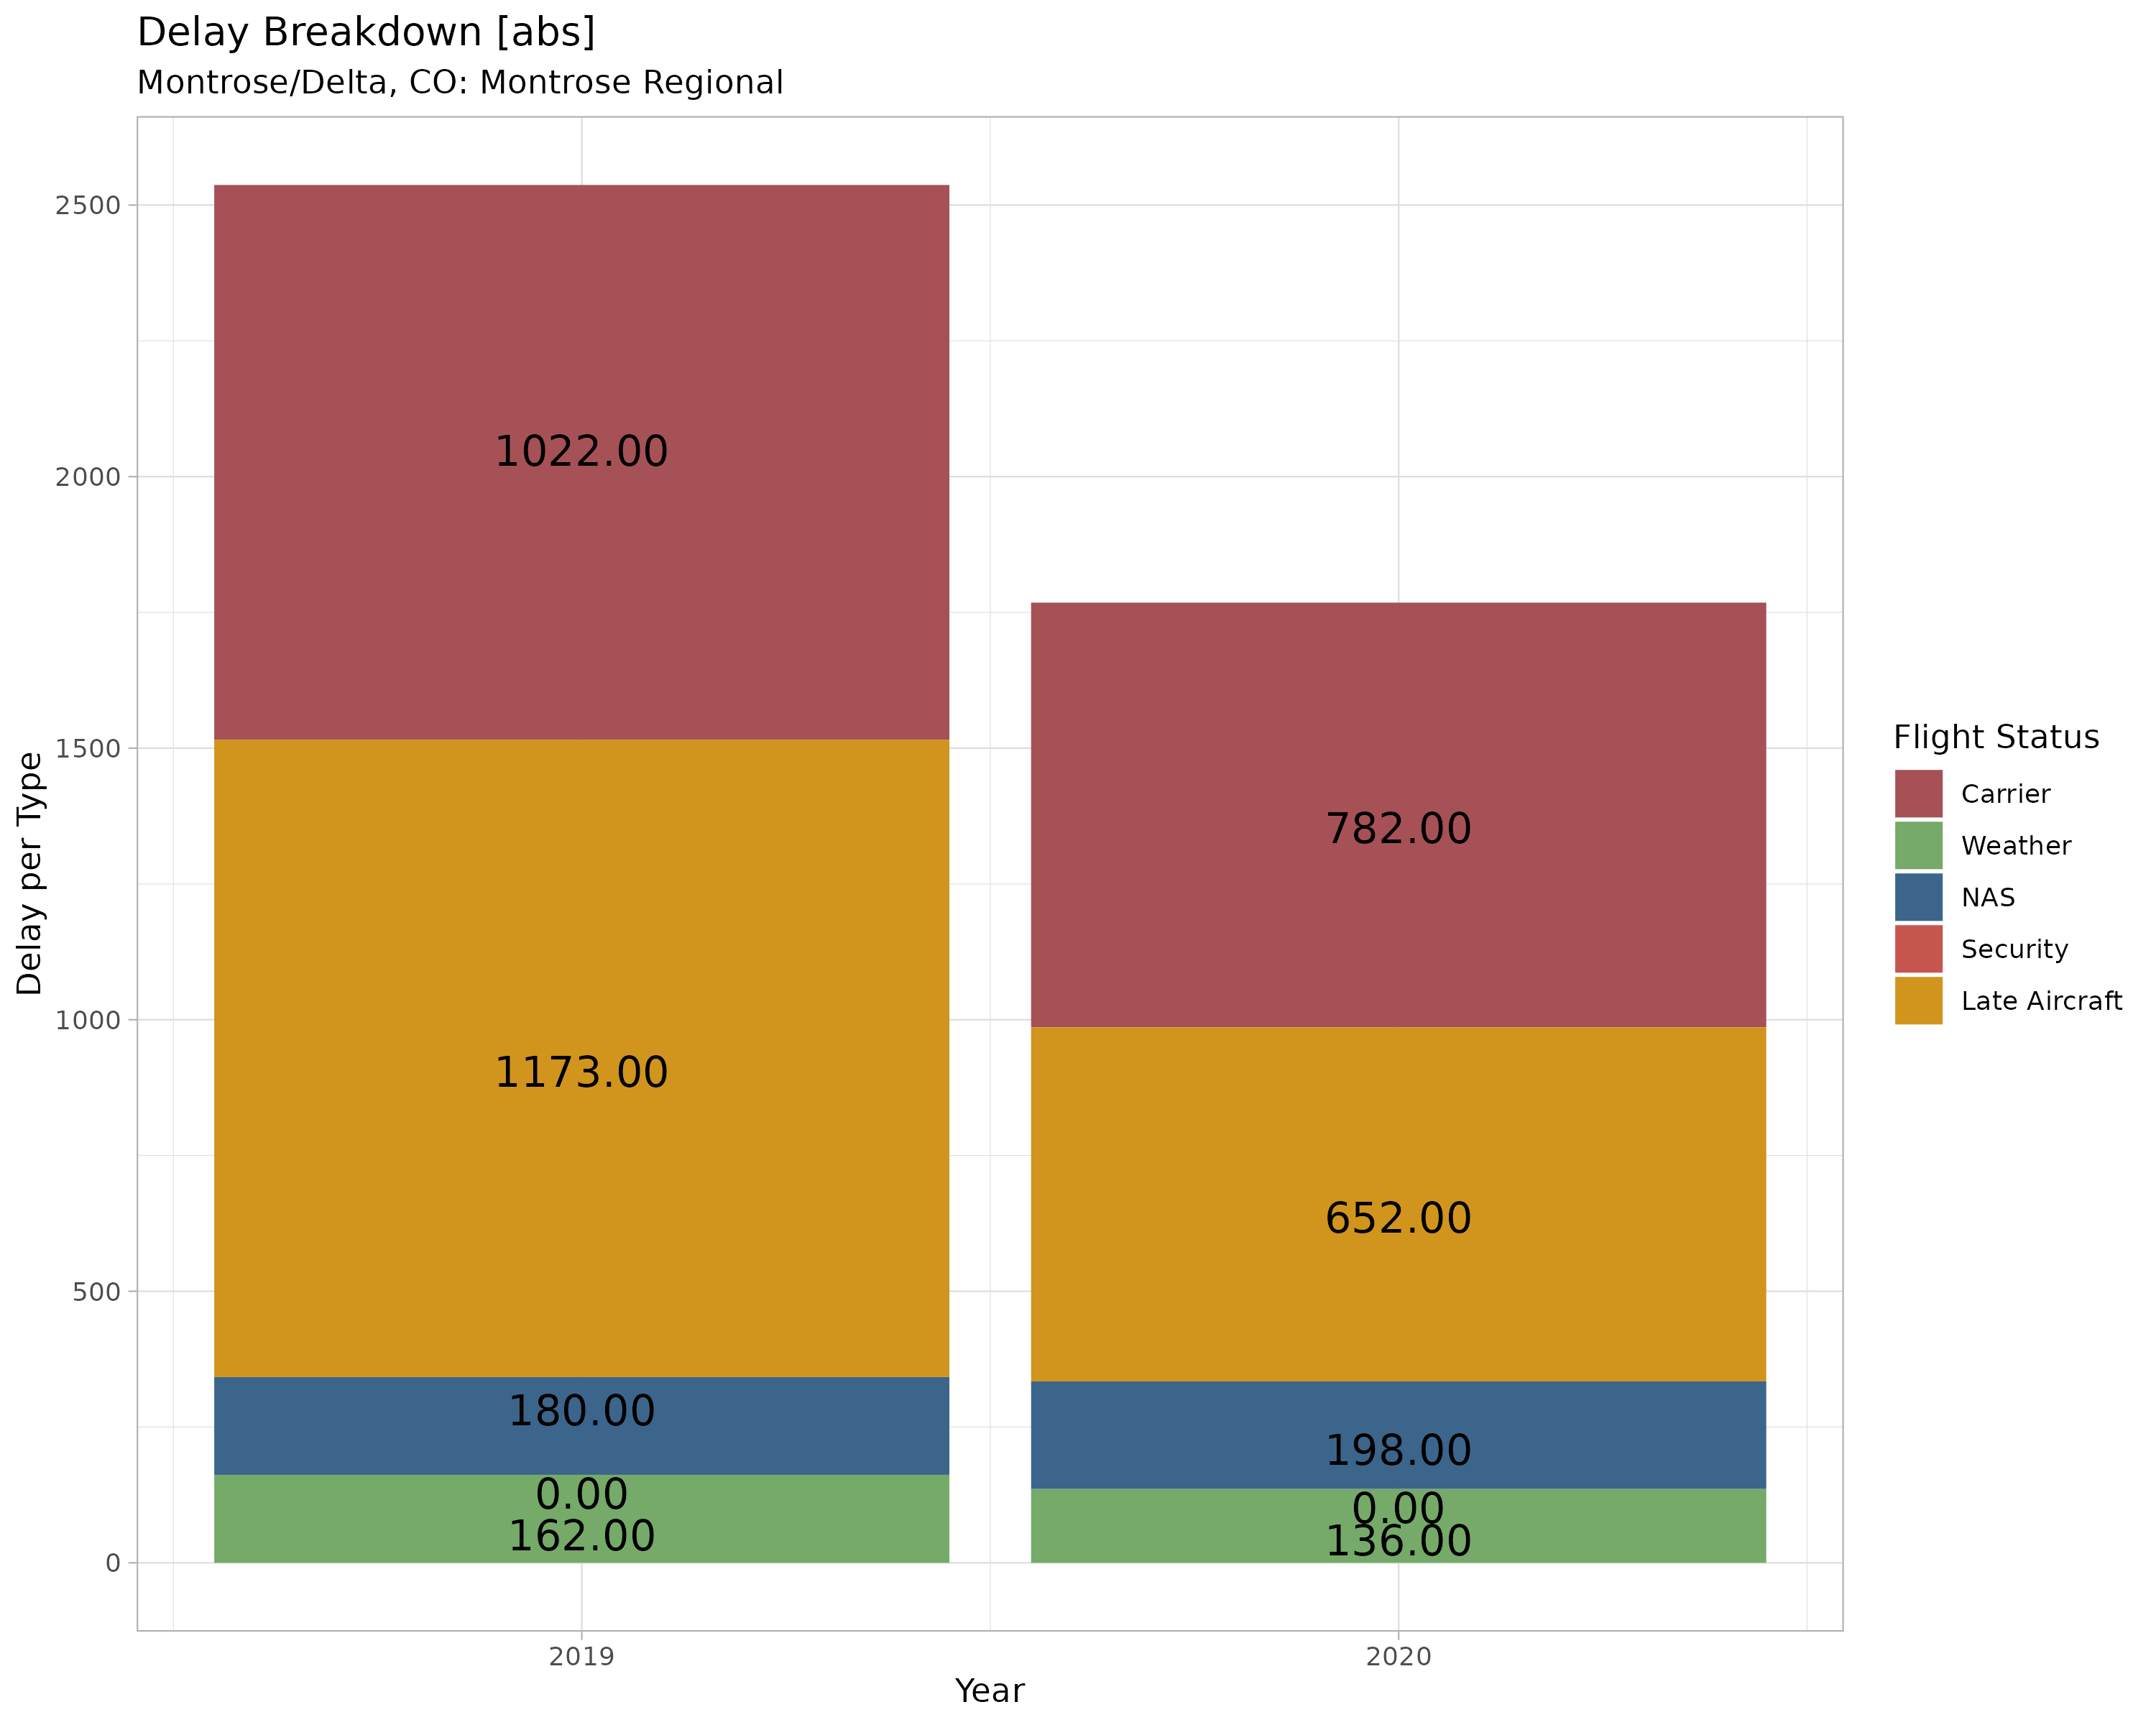 Delay Breakdown [abs]
Montrose/Delta, CO: Montrose Regional
Delay per Type
2500
2000
1500
1000
500
0
1022.00
1173.00
180.00
0.00
162.00
782.00
652.00
198.00
0.00
136.00
2019
2020
Year
Flight Status
Carrier
Weather
NAS
Security
Late Aircraft